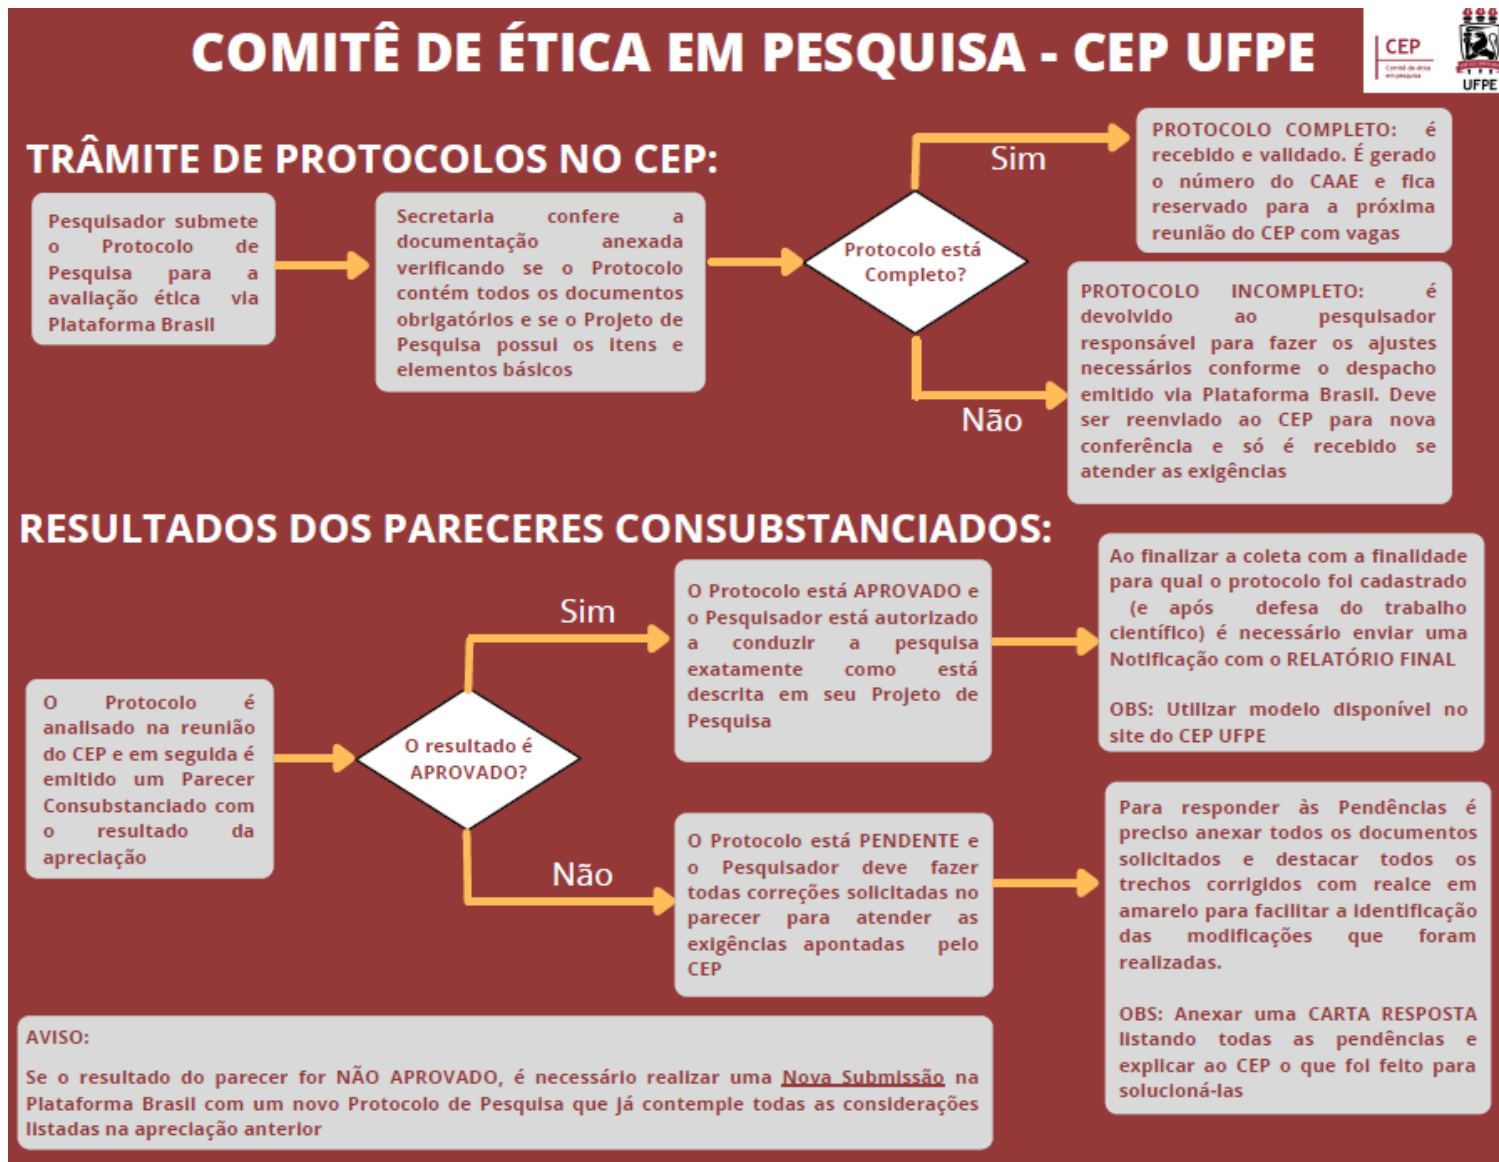 COMITÊ DE ÉTICA EM PESQUISA - CEP UFPE
CEP
Comitê de ética
em pesquisa
UFPE
TRÂMITE DE PROTOCOLOS NO CEP:
Pesquisador submete
o Protocolo de
Pesquisa para a
avaliação ética via
Plataforma Brasil
Secretaria confere a
documentação anexada
verificando se o Protocolo
contém todos os documentos
obrigatórios e se o Projeto de
Pesquisa possui os itens e
elementos básicos
Protocolo está
Completo?
Sim
PROTOCOLO COMPLETO: é
recebido e validado. É gerado
o número do CAAE e fica
reservado para a próxima
reunião do CEP com vagas
Não
PROTOCOLO INCOMPLETO: é
devolvido ao pesquisador
responsável para fazer os ajustes
necessários conforme o despacho
emitido via Plataforma Brasil. Deve
ser reenviado ao CEP para nova
conferência e só é recebido se
atender as exigências
RESULTADOS DOS PARECERES CONSUBSTANCIADOS:
O Protocolo é
analisado na reunião
do CEP e em seguida é
emitido um Parecer
Consubstanciado com
o resultado da
apreciação
O resultado é
APROVADO?
Sim
O Protocolo está APROVADO e
o Pesquisador está autorizado
a conduzir a pesquisa
exatamente como está
descrita em seu Projeto de
Pesquisa
Ao finalizar a coleta com a finalidade
para qual o protocolo foi cadastrado
(e após defesa do trabalho
científico) é necessário enviar uma
Notificação com o RELATÓRIO FINAL
OBS: Utilizar modelo disponível no
site do CEP UFPE
Não
O Protocolo está PENDENTE e
o Pesquisador deve fazer
todas correções solicitadas no
parecer para atender as
exigências apontadas pelo
CEP
Para responder às Pendências é
preciso anexar todos os documentos
solicitados e destacar todos os
trechos corrigidos com realce em
amarelo para facilitar a identificação
das modificações que foram
realizadas.
OBS: Anexar uma CARTA RESPOSTA
listando todas as pendências e
explicar ao CEP o que foi feito para
solucioná-las
AVISO:
Se o resultado do parecer for NÃO APROVADO, é necessário realizar uma Nova Submissão na
Plataforma Brasil com um novo Protocolo de Pesquisa que já contemple todas as considerações
listadas na apreciação anterior